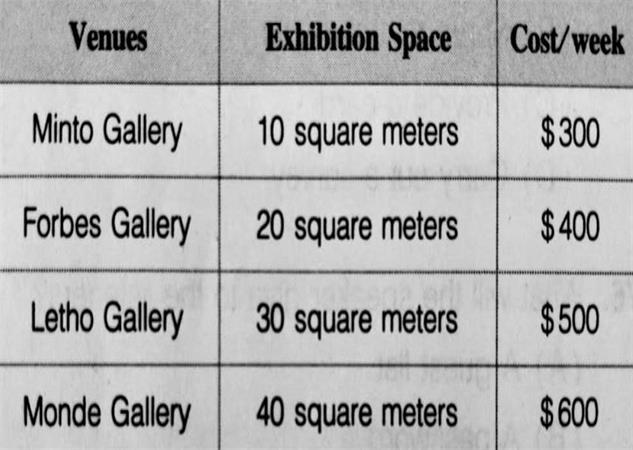 Venues Exhibition Space Cost/week
Minto Gallery 10 square meters $300
Forbes Gallery 20 square meters $400
Letho Gallery 30 square meters $500
Monde Gallery 40 square meters $600